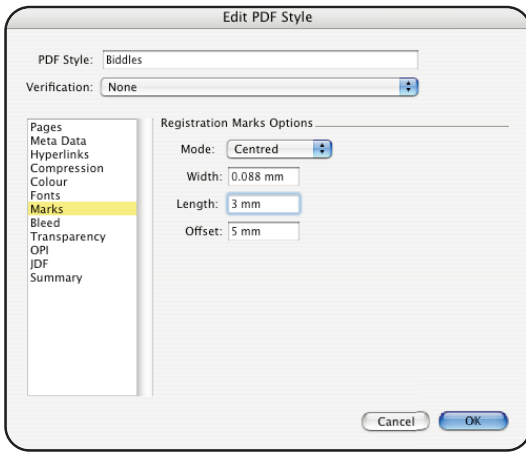 Edit PDF Style
PDF Style: Biddles
Verification: None
Pages
Meta Data
Hyperlinks
Compression
Colour
Fonts
Marks
Bleed
Transparency
OPI
JDF
Summary
Registration Marks Options
Mode: Centred
Width: 0.088 mm
Length: 3 mm
Offset: 5 mm
Cancel OK